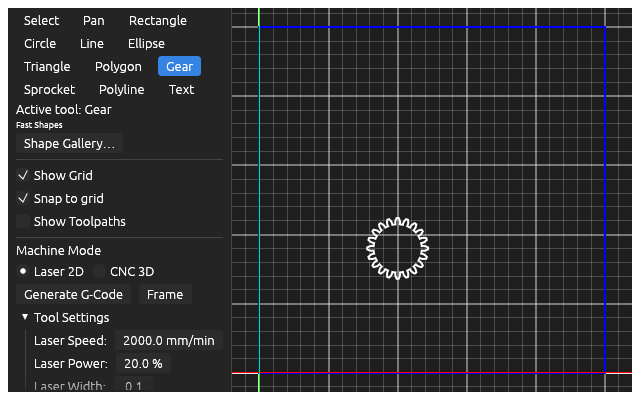 Select Pan Rectangle
Circle Line Ellipse
Triangle Polygon Gear
Sprocket Polyline Text
Active tool: Gear
Fast Shapes
Shape Gallery...
Show Grid
Snap to grid
Show Toolpaths
Machine Mode
Laser 2D CNC 3D
Generate G-Code Frame
Tool Settings
Laser Speed: 2000.0 mm/min
Laser Power: 20.0 %
Laser Width: 0.1